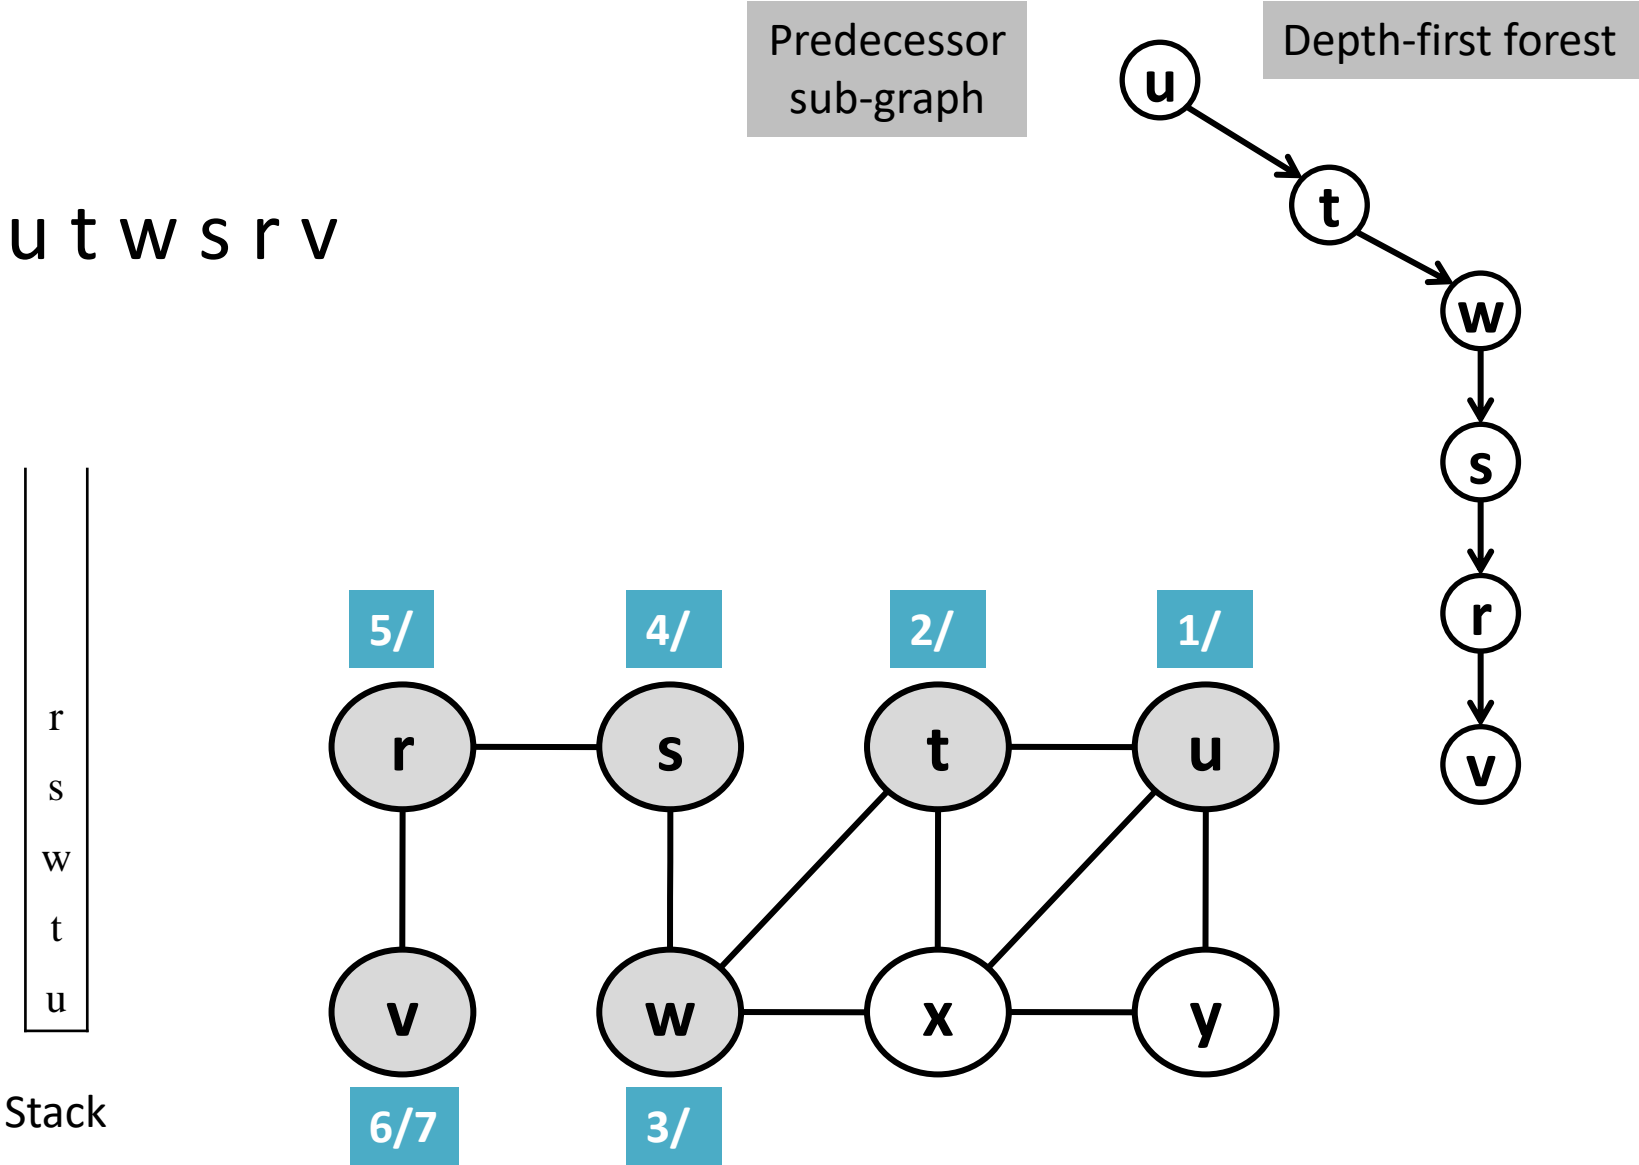 Predecessor
sub-graph
Depth-first forest
u
t
w
s
r
v
u t w s r v
r
s
w
t
u
Stack
5/
4/
2/
1/
r
s
t
u
v
w
x
y
6/7
3/